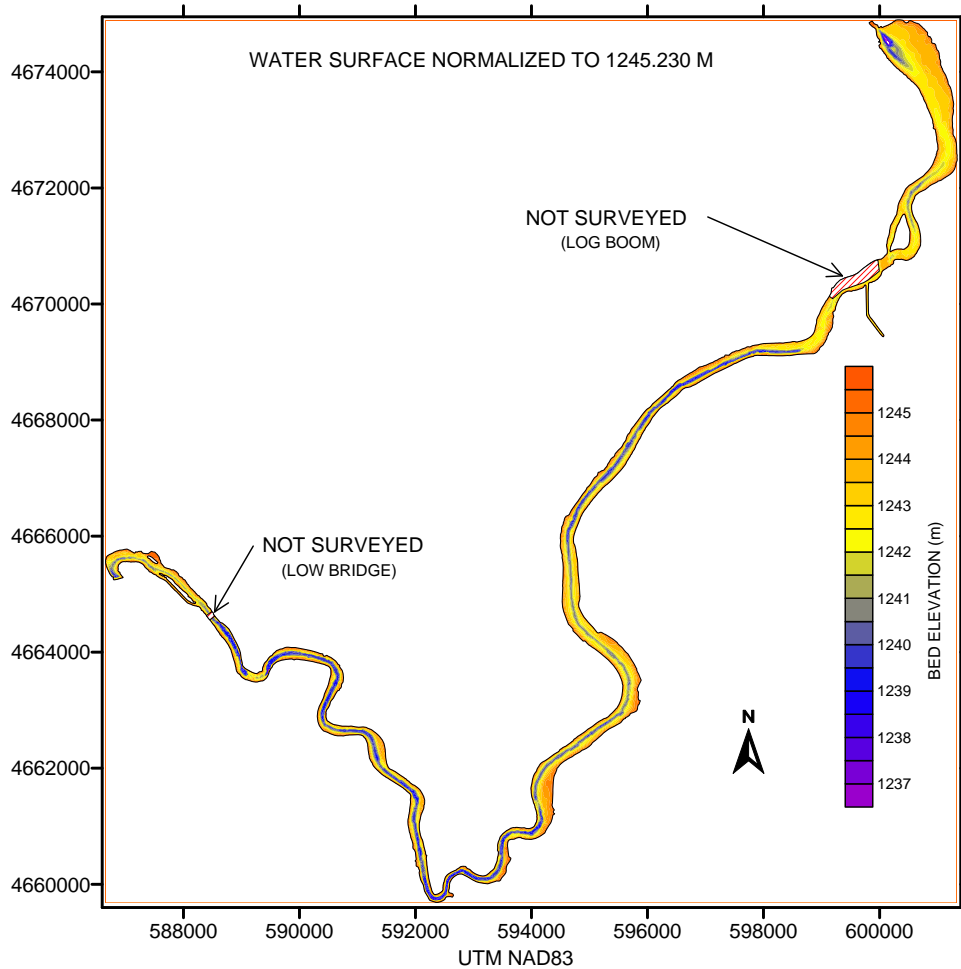 WATER SURFACE NORMALIZED TO 1245.230 M
4674000
4672000
NOT SURVEYED
(LOG BOOM)
4670000
4668000
1245
1244
1243
1242
1241
1240
1239
1238
1237
BED ELEVATION (m)
4666000
NOT SURVEYED
(LOW BRIDGE)
4664000
N
4662000
4660000
588000 590000 592000 594000 596000 598000 600000
UTM NAD83